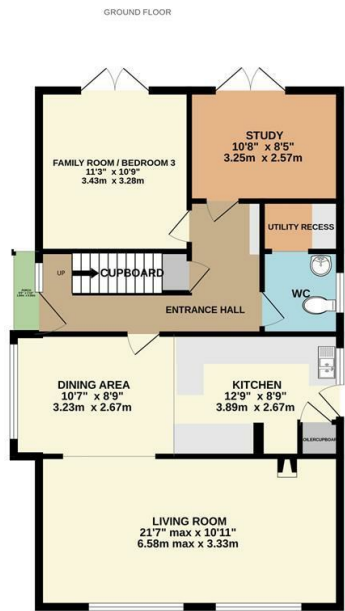 GROUND FLOOR
STUDY
10'8" x 8'5"
3.25m x 2.57m
FAMILY ROOM / BEDROOM 3
11'3" x 10'9"
3.43m x 3.28m
UTILITY RECESS
UP
CUPBOARD
WC
ENTRANCE HALL
DINING AREA
10'7" x 8'9"
3.23m x 2.67m
KITCHEN
12'9" x 8'9"
3.89m x 2.67m
LIVING ROOM
21'7" max x 10'11"
6.58m max x 3.33m